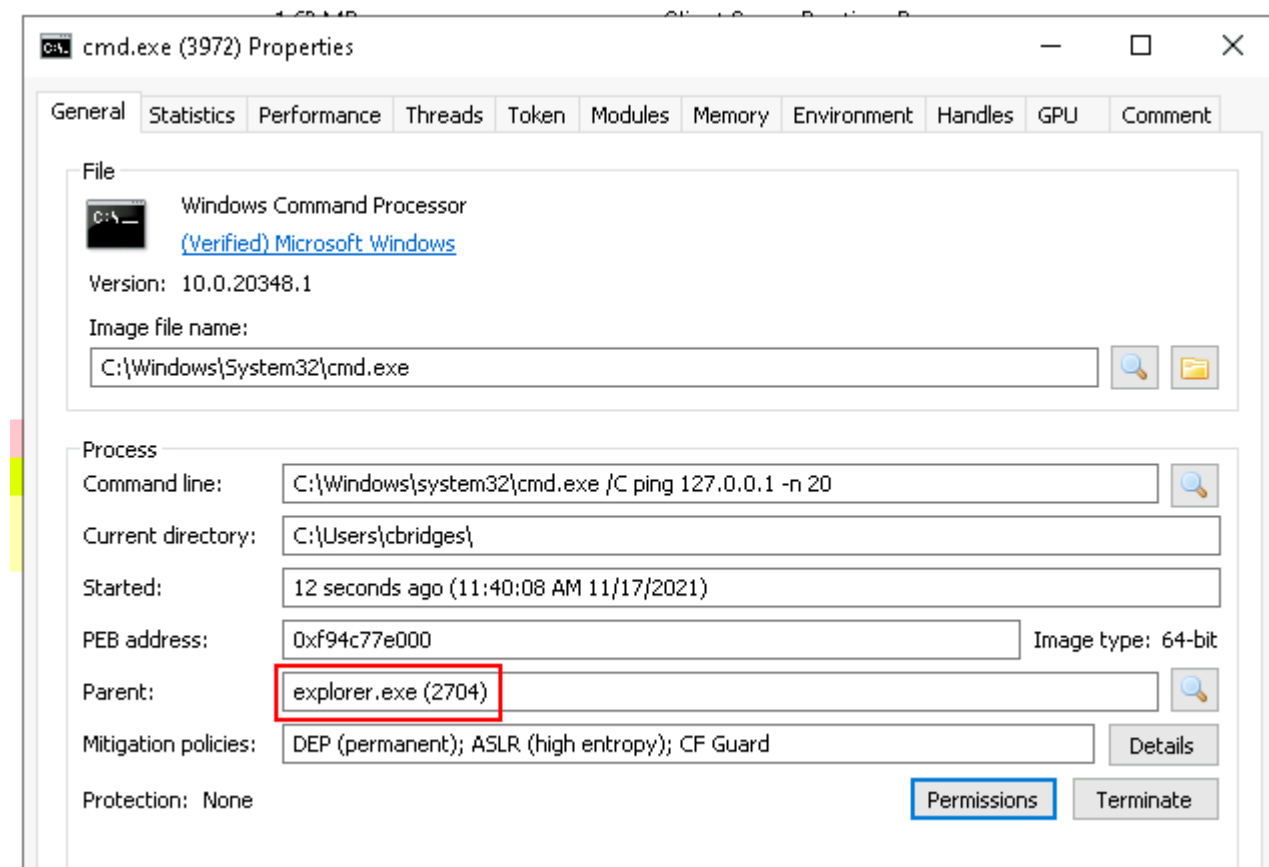 cmd.exe (3972) Properties
General Statistics Performance Threads Token Modules Memory Environment Handles GPU Comment
File
Windows Command Processor
(Verified) Microsoft Windows
Version: 10.0.20348.1
Image file name:
C:\Windows\System32\cmd.exe
Process
Command line: C:\Windows\system32\cmd.exe /C ping 127.0.0.1 -n 20
Current directory: C:\Users\cbridges\
Started: 12 seconds ago (11:40:08 AM 11/17/2021)
PEB address: 0xf94c77e000 Image type: 64-bit
Parent: explorer.exe (2704)
Mitigation policies: DEP (permanent); ASLR (high entropy); CF Guard Details
Protection: None Permissions Terminate